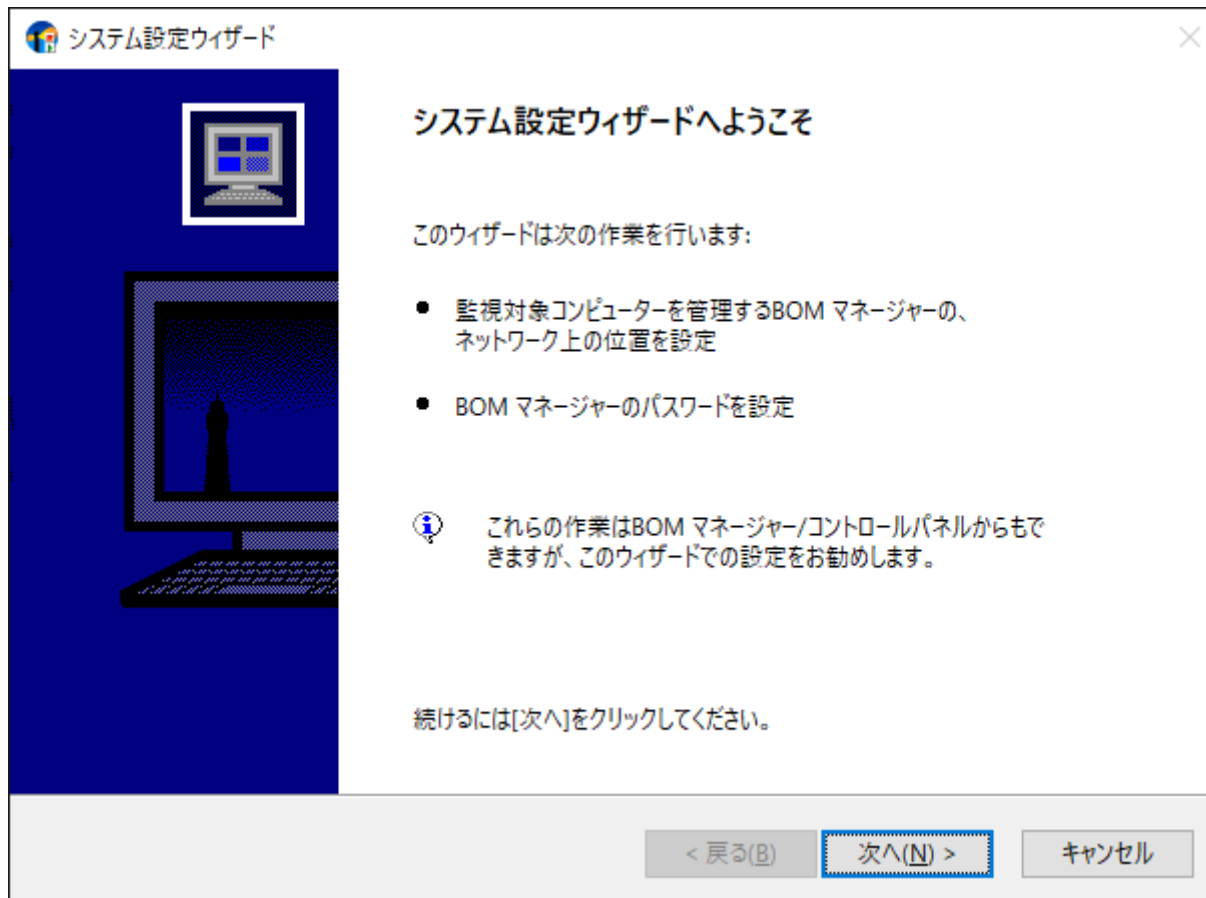 システム設定ウィザード
システム設定ウィザードへようこそ
このウィザードは次の作業を行います:
● 監視対象コンピューターを管理するBOM マネージャーの、
ネットワーク上の位置を設定
● BOM マネージャーのパスワードを設定
これらの作業はBOM マネージャー/コントロールパネルからもで
きますが、このウィザードでの設定をお勧めします。
続けるには[次へ]をクリックしてください。
< 戻る(B) 次へ(N) > キャンセル